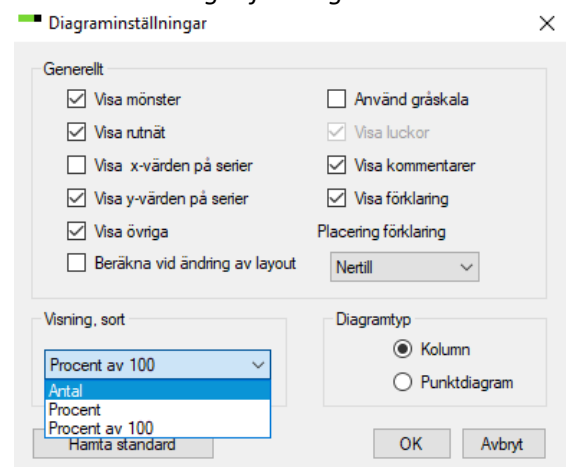 Diagraminställningar
Generellt
Visa mönster
Använd gråskala
Visa rutnät
Visa luckor
Visa x-värden på serier
Visa kommentarer
Visa y-värden på serier
Visa förklaring
Visa övriga
Placering förklaring
Beräkna vid ändring av layout
Nertill
Visning, sort
Diagramtyp
Procent av 100
Kolumn
Antal
Punktdiagram
Procent
Procent av 100
Hämta standard
OK
Avbryt